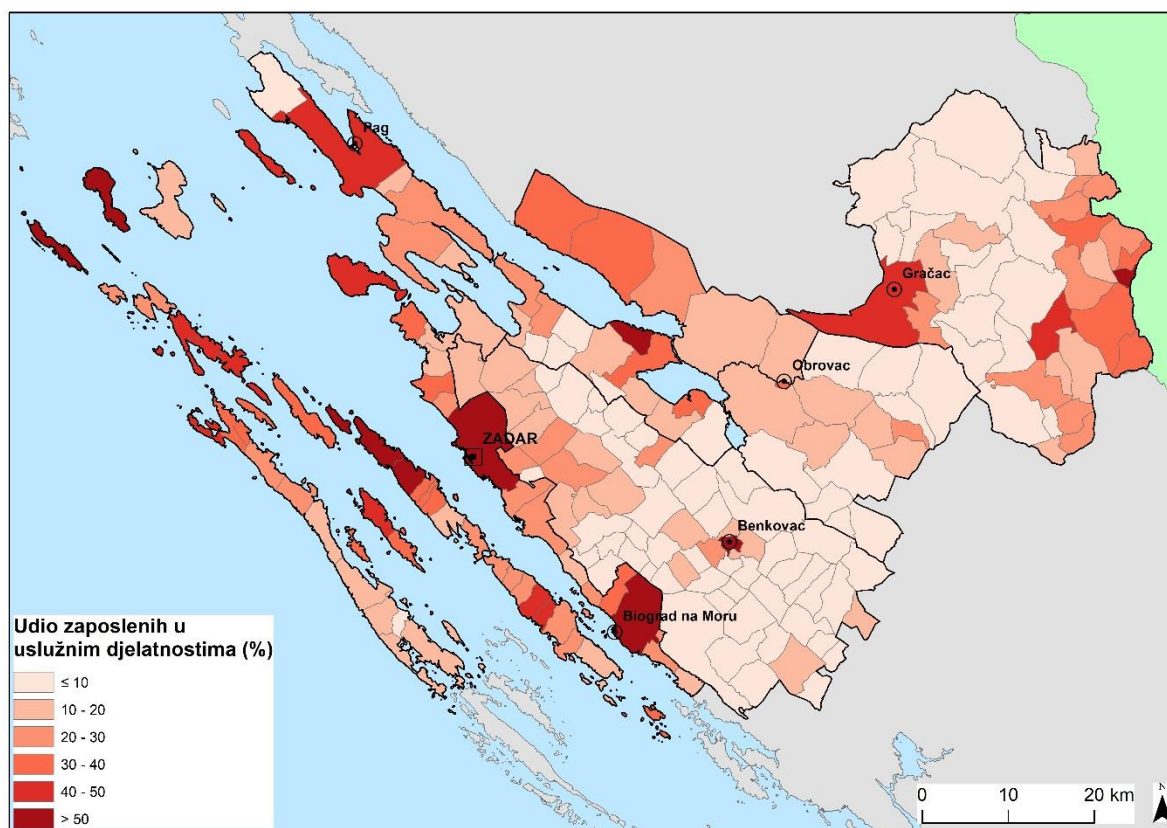 Pag
Gračac
Obrovac
ZADAR
Benkovac
Biograd na Moru
Udio zaposlenih u
uslužnim djelatnostima (%)
≤ 10
10 - 20
20 - 30
30 - 40
40 - 50
> 50
0 10 20 km
N